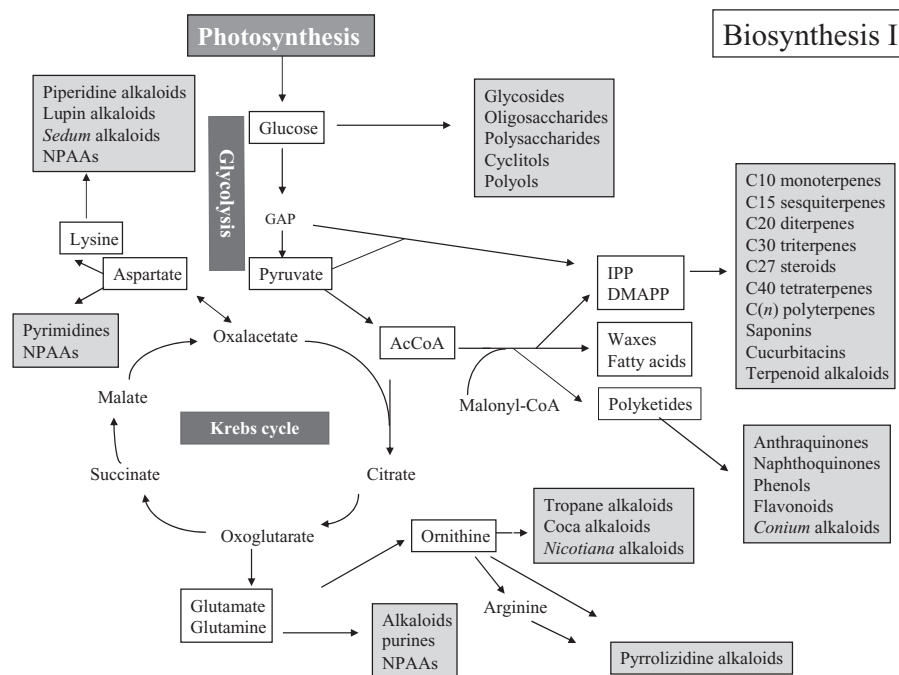 Photosynthesis
Biosynthesis I
Piperidine alkaloids
Lupin alkaloids
Sedum alkaloids
NPAAs
Glycolysis
Glucose
Glycosides
Oligosaccharides
Polysaccharides
Cyclitols
Polyols
GAP
C10 monoterpenes
C15 sesquiterpenes
C20 diterpenes
C30 triterpenes
C27 steroids
C40 tetraterpenes
C(n) polyterpenes
Saponins
Cucurbitacins
Terpenoid alkaloids
Lysine
Aspartate
Pyruvate
IPP
DMAPP
Pyrimidines
NPAAs
Oxalacetate
AcCoA
Waxes
Fatty acids
Malate
Malonyl-CoA
Polyketides
Krebs cycle
Anthraquinones
Naphthoquinones
Phenols
Flavonoids
Conium alkaloids
Succinate
Citrate
Tropane alkaloids
Coca alkaloids
Nicotiana alkaloids
Oxoglutarate
Ornithine
Glutamate
Glutamine
Arginine
Alkaloids
purines
NPAAs
Pyrrolizidine alkaloids